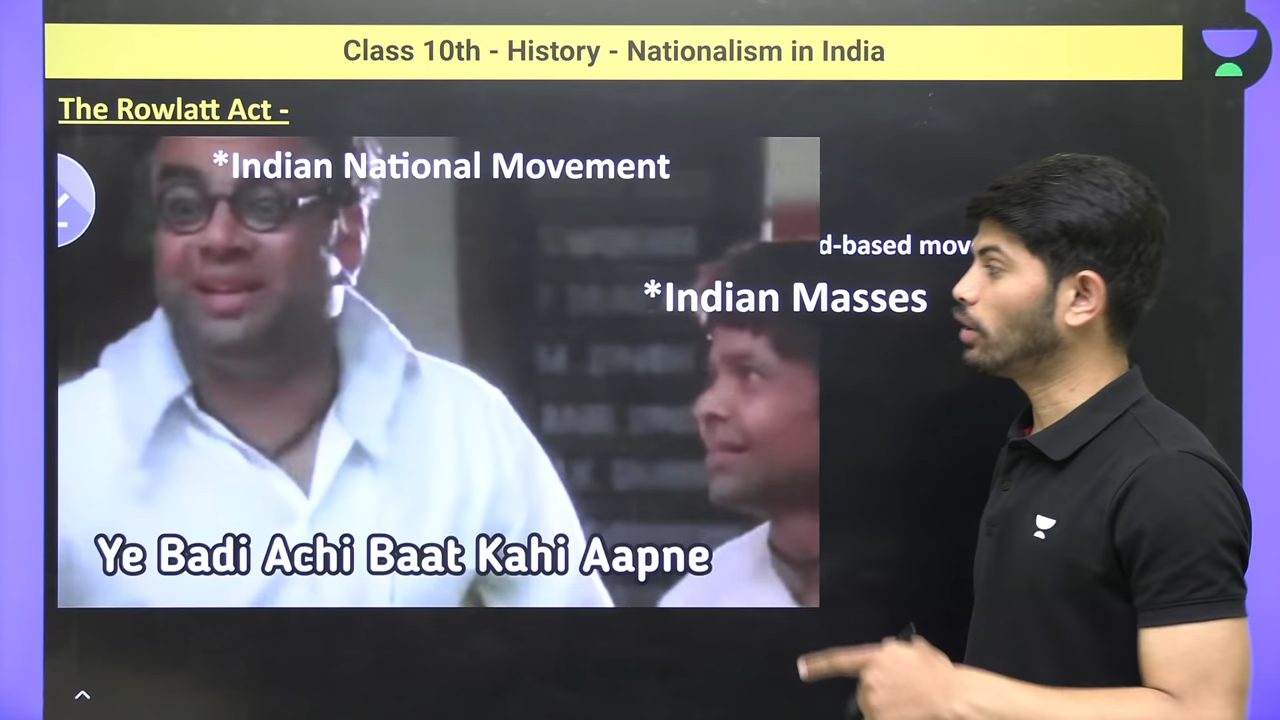 Class 10th - History - Nationalism in India
The Rowlatt Act -
*Indian National Movement
d-based mov
*Indian Masses
Ye Badi Achi Baat Kahi Aapne